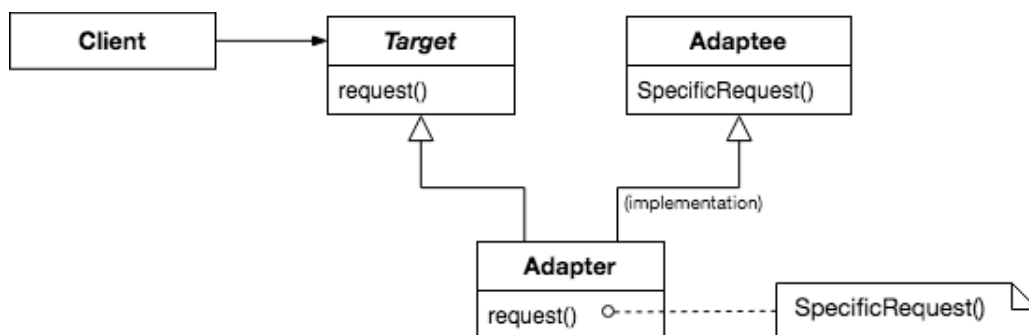 Client
Target
request()
Adaptee
SpecificRequest()
(implementation)
Adapter
request()
SpecificRequest()